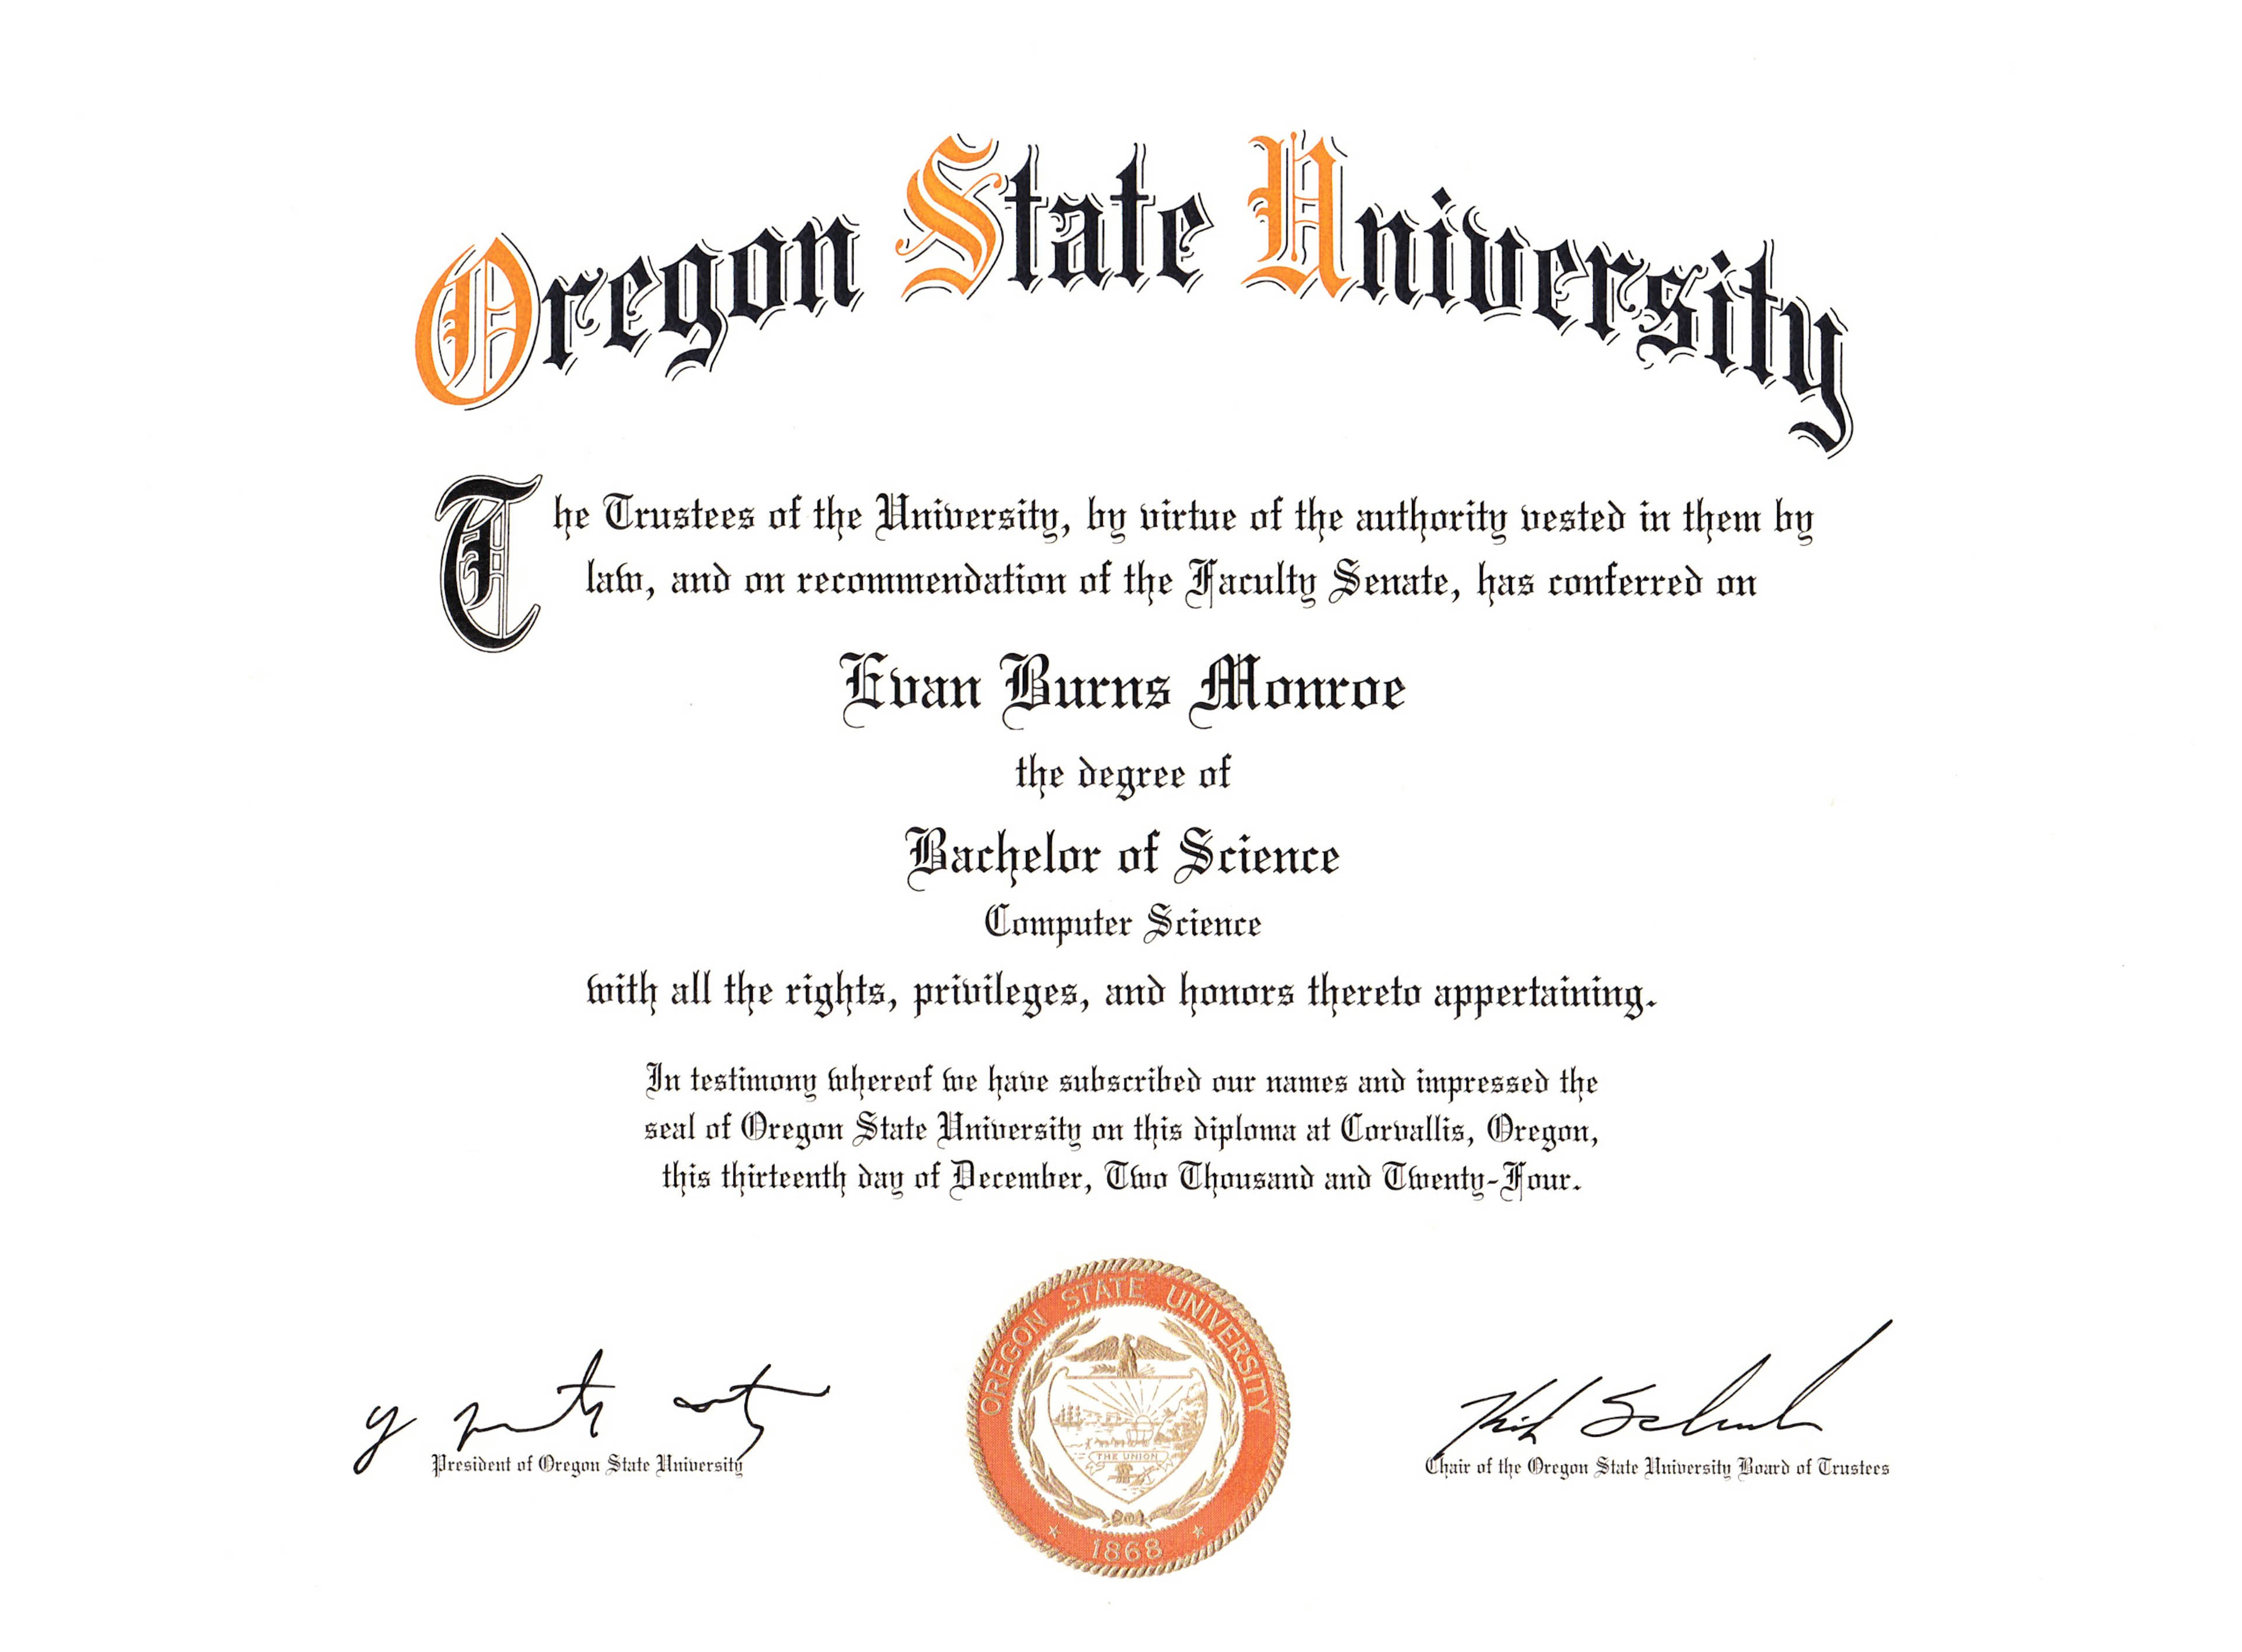 Oregon State University
The Trustees of the University, by virtue of the authority vested in them by
law, and on recommendation of the Faculty Senate, has conferred on
Evan Burns Monroe
the degree of
Bachelor of Science
Computer Science
with all the rights, privileges, and honors thereto appertaining.
In testimony whereof we have subscribed our names and impressed the
seal of Oregon State University on this diploma at Corvallis, Oregon,
this thirteenth day of December, Two Thousand and Twenty-Four.
OREGON STATE UNIVERSITY
THE UNION
1868
President of Oregon State University
Chair of the Oregon State University Board of Trustees